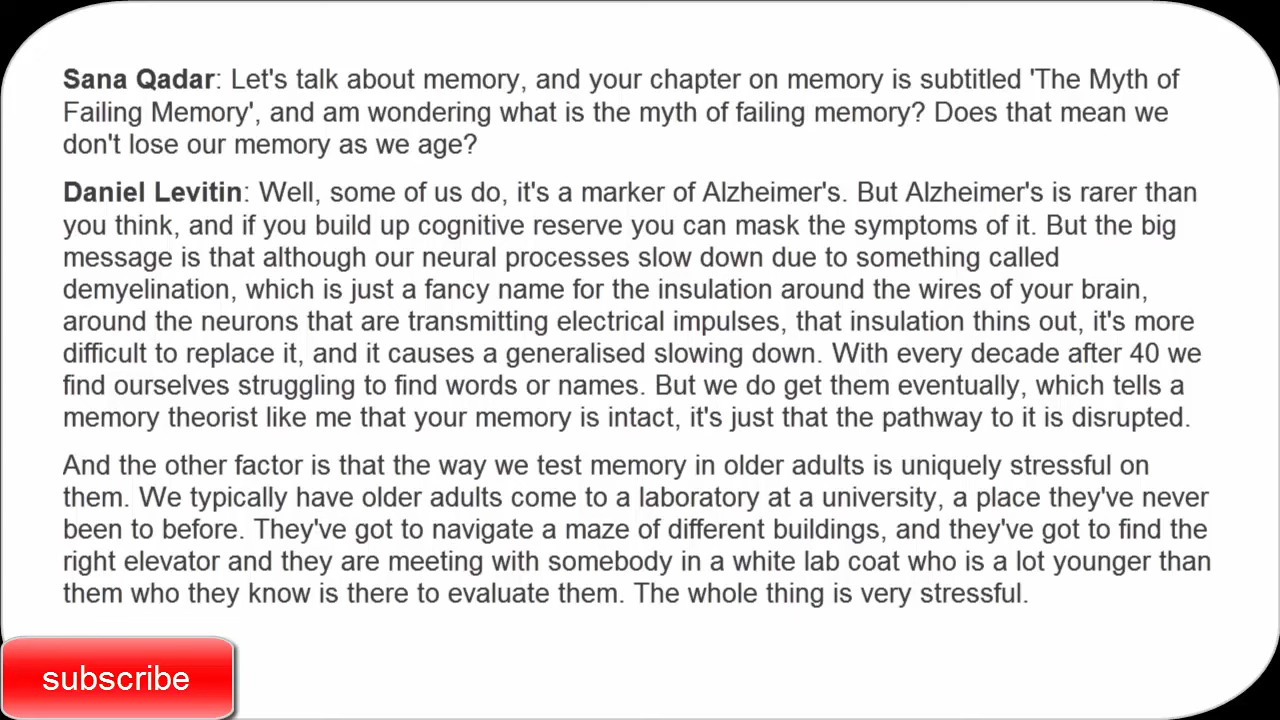 Sana Qadar: Let's talk about memory, and your chapter on memory is subtitled 'The Myth of
Failing Memory', and am wondering what is the myth of failing memory? Does that mean we
don't lose our memory as we age?
Daniel Levitin: Well, some of us do, it's a marker of Alzheimer's. But Alzheimer's is rarer than
you think, and if you build up cognitive reserve you can mask the symptoms of it. But the big
message is that although our neural processes slow down due to something called
demyelination, which is just a fancy name for the insulation around the wires of your brain,
around the neurons that are transmitting electrical impulses, that insulation thins out, it's more
difficult to replace it, and it causes a generalised slowing down. With every decade after 40 we
find ourselves struggling to find words or names. But we do get them eventually, which tells a
memory theorist like me that your memory is intact, it's just that the pathway to it is disrupted.
And the other factor is that the way we test memory in older adults is uniquely stressful on
them. We typically have older adults come to a laboratory at a university, a place they've never
been to before. They've got to navigate a maze of different buildings, and they've got to find the
right elevator and they are meeting with somebody in a white lab coat who is a lot younger than
them who they know is there to evaluate them. The whole thing is very stressful.
subscribe